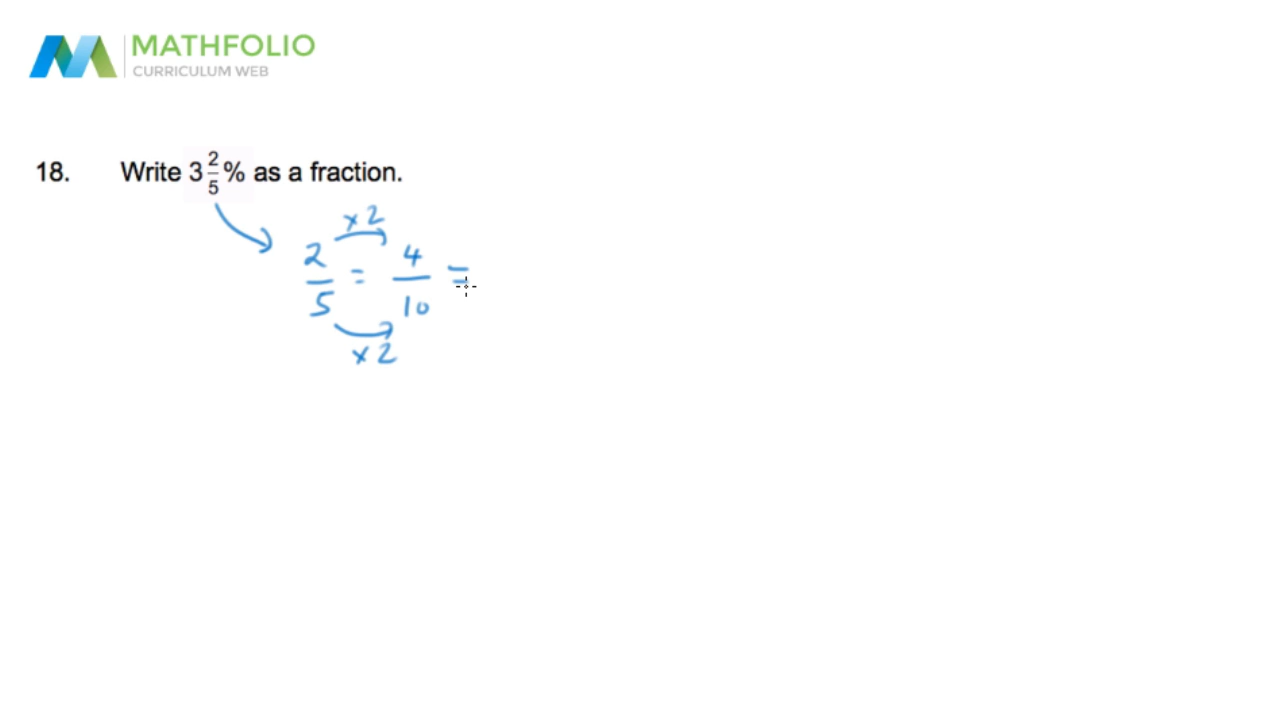 MATHFOLIO
CURRICULUM WEB
18. Write 3 2/5 % as a fraction.
×2
2/5 = 4/10 =
×2